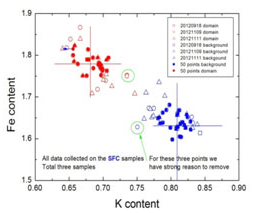 1.9
1.8
1.7
1.6
1.5
Fe content
20120918 domain
20121109 domain
20121111 domain
20120918 background
20121109 background
20121111 background
50 points background
50 points domain
All data collected on the SFC samples
Total three samples
For these three points we
have strong reason to remove
0.60 0.65 0.70 0.75 0.80 0.85 0.90
K content